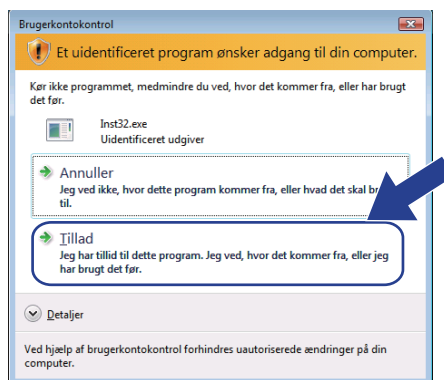 Brugerkontokontrol
Et uidentificeret program ønsker adgang til din computer.
Kør ikke programmet, medmindre du ved, hvor det kommer fra, eller har brugt
det før.
Inst32.exe
Uidentificeret udgiver
Annuller
Jeg ved ikke, hvor dette program kommer fra, eller hvad det skal
til.
Tillad
Jeg har tillid til dette program. Jeg ved, hvor det kommer fra, eller jeg
har brugt det før.
Detaljer
Ved hjælp af brugerkontokontrol forhindres uautoriserede ændringer på din
computer.